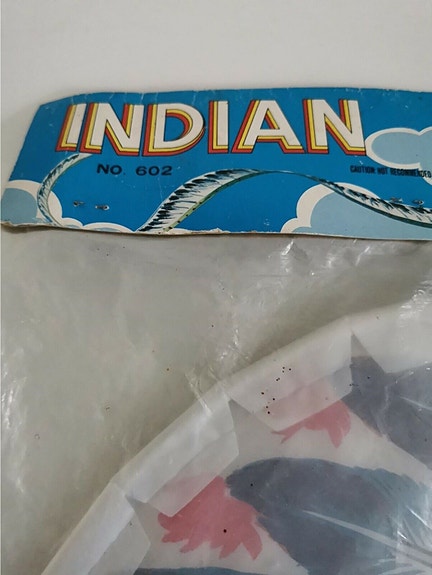 INDIAN
NO. 602
CAUTION: NOT RECOMMENDED